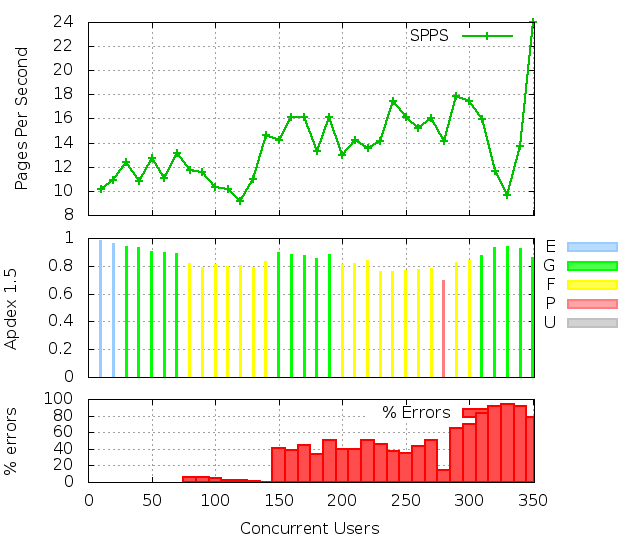 24
22
20
18
16
14
12
10
8
Pages Per Second
SPPS
1
0.8
0.6
0.4
0.2
0
Apdex 1.5
E
G
F
P
U
100
80
60
40
20
0
% errors
% Errors
0 50 100 150 200 250 300 350
Concurrent Users